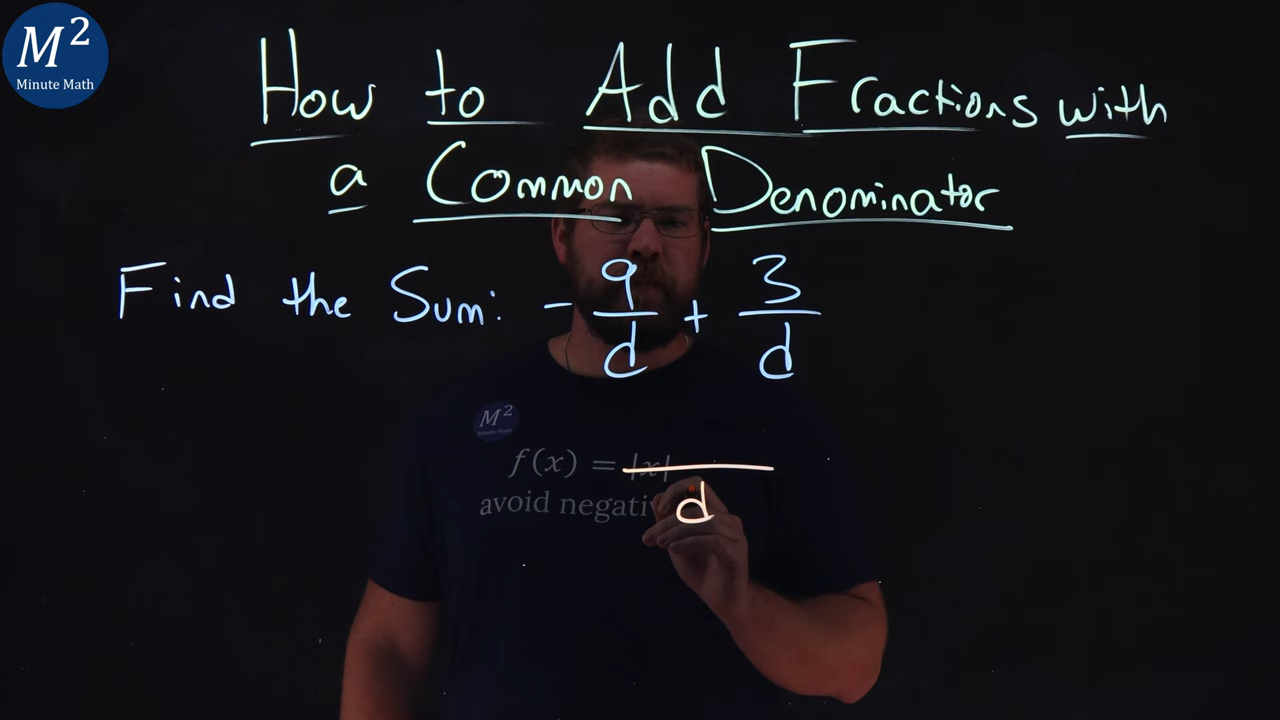 M²
Minute Math
How to Add Fractions with
a Common Denominator
Find the Sum: - 9/d + 3/d
M²
Minute Math
f(x) = |x|
avoid negativ
d